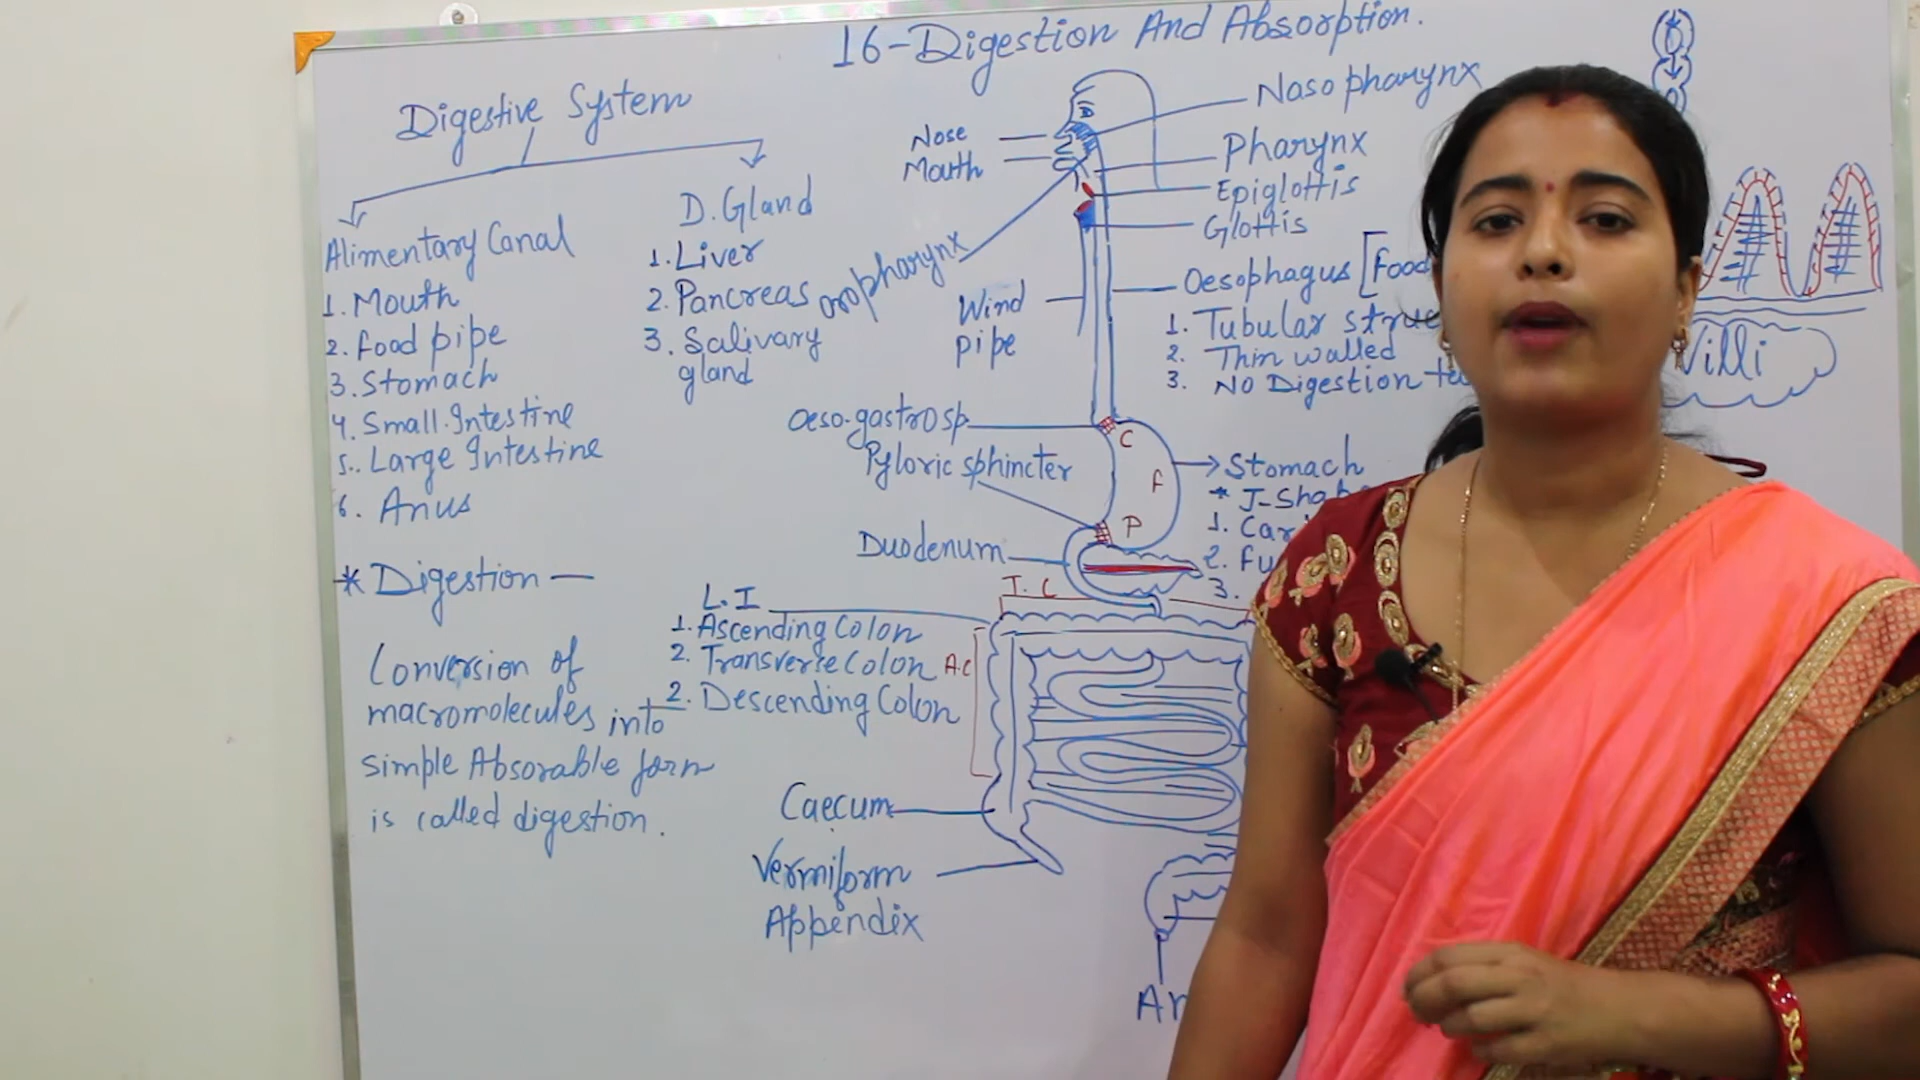 16-Digestion And Absorption.
Digestive System
Alimentary Canal
1. Mouth
2. food pipe
3. Stomach
4. Small Intestine
5.. Large Intestine
6. Anus
D. Gland
1. Liver
2. Pancreas
3. Salivary
gland
* Digestion —
Conversion of
macromolecules into
simple Absorable form
is called digestion.
Nose
Mouth
oropharynx
Wind
pipe
Oeso-gastro sp
Pyloric sphincter
Duodenum
L.I
1. Ascending Colon
2. Transverse Colon
2. Descending Colon
Caecum
Vermiform
Appendix
Naso pharynx
Pharynx
Epiglottis
Glottis
Oesophagus [Food
1. Tubular
2. Thin walled
3. No Digestion
C
F
P
Stomach
*
1.
2.
3.
T.C
A.C
Villi